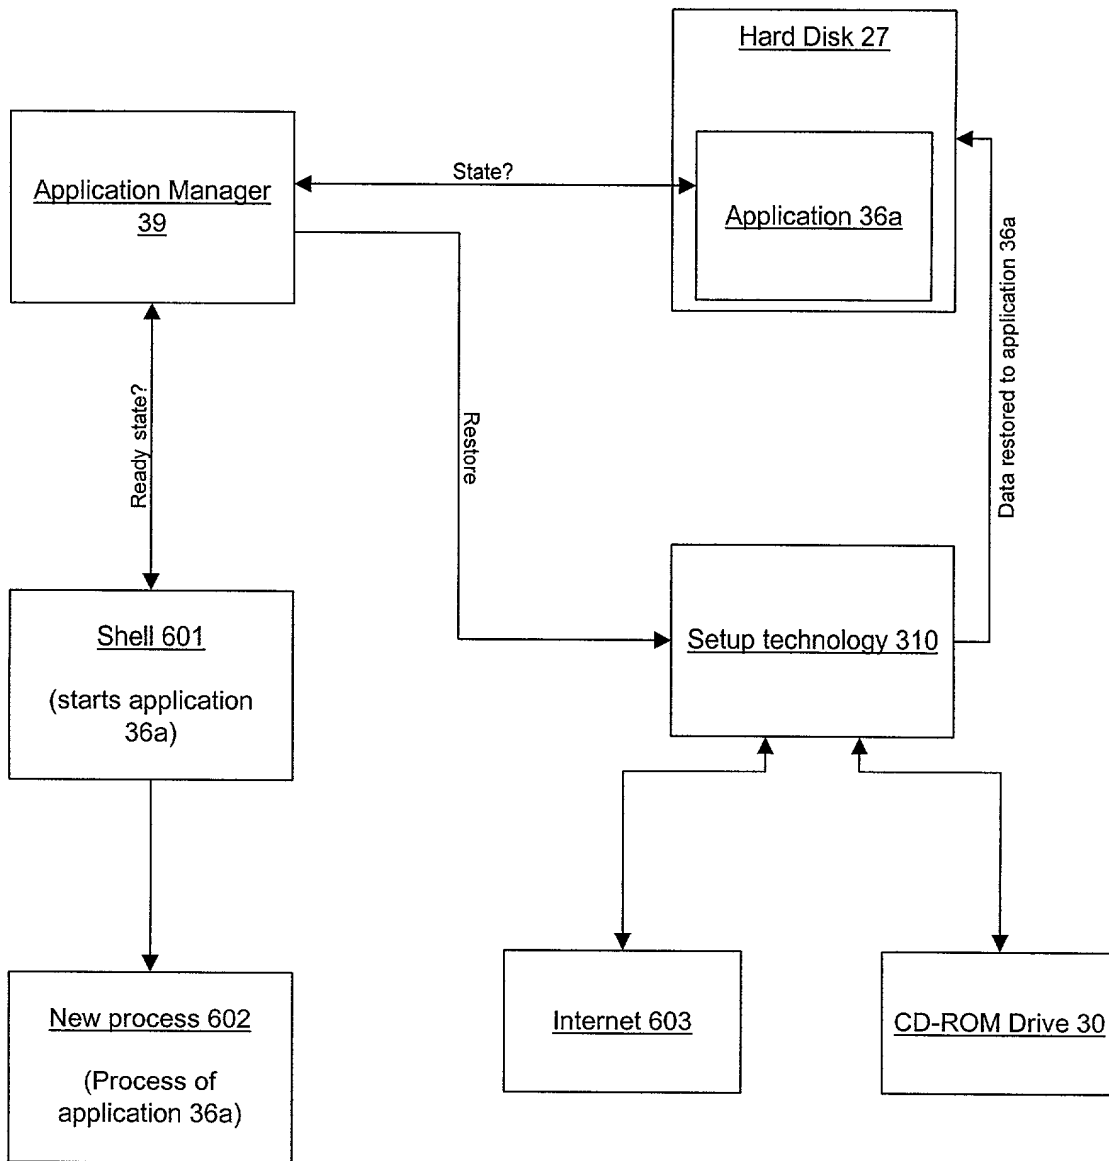 Hard Disk 27
Application Manager
39
State?
Application 36a
Data restored to application 36a
Ready state?
Restore
Shell 601
(starts application
36a)
Setup technology 310
New process 602
(Process of
application 36a)
Internet 603
CD-ROM Drive 30